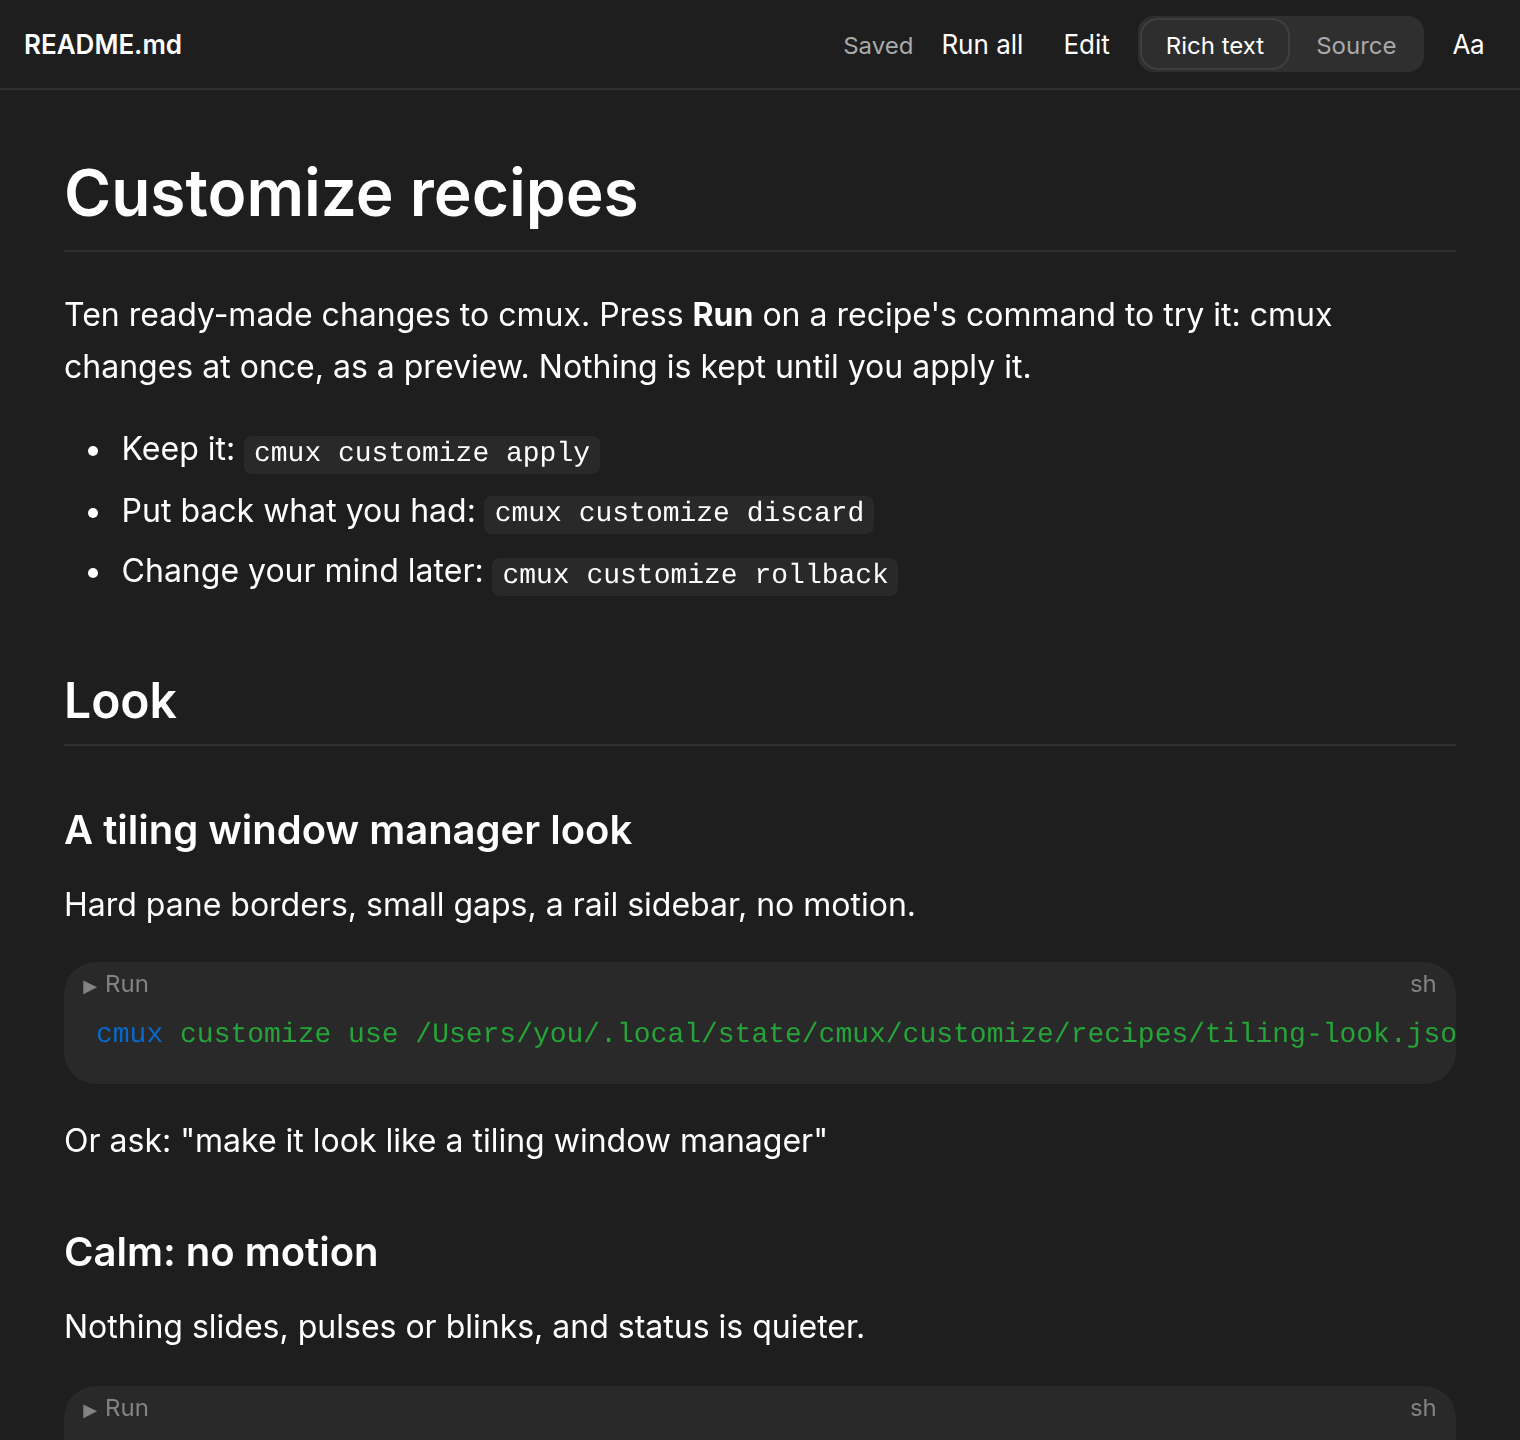 README.md
Saved
Run all
Edit
Rich text
Source
Aa
Customize recipes
Ten ready-made changes to cmux. Press Run on a recipe's command to try it: cmux
changes at once, as a preview. Nothing is kept until you apply it.
• Keep it: cmux customize apply
• Put back what you had: cmux customize discard
• Change your mind later: cmux customize rollback
Look
A tiling window manager look
Hard pane borders, small gaps, a rail sidebar, no motion.
▶ Run
sh
cmux customize use /Users/you/.local/state/cmux/customize/recipes/tiling-look.jso
Or ask: "make it look like a tiling window manager"
Calm: no motion
Nothing slides, pulses or blinks, and status is quieter.
▶ Run
sh